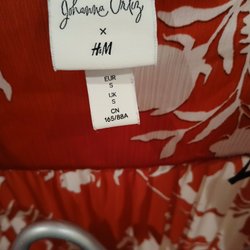 Johanna Ortiz
×
H&M
EUR
S
UK
S
CN
165/88A